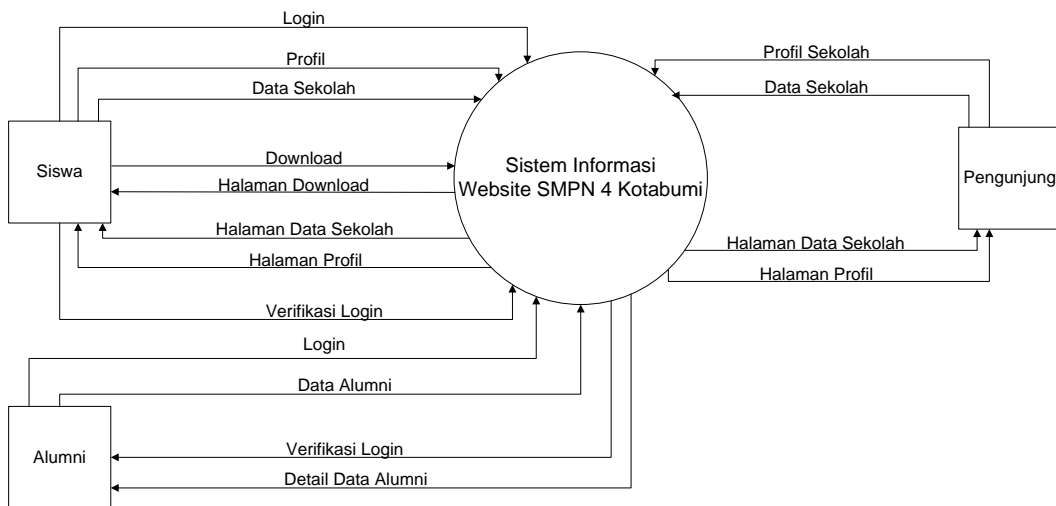 Login
Profil
Data Sekolah
Siswa
Download
Halaman Download
Halaman Data Sekolah
Halaman Profil
Verifikasi Login
Sistem Informasi
Website SMPN 4 Kotabumi
Profil Sekolah
Data Sekolah
Pengunjung
Halaman Data Sekolah
Halaman Profil
Login
Data Alumni
Alumni
Verifikasi Login
Detail Data Alumni